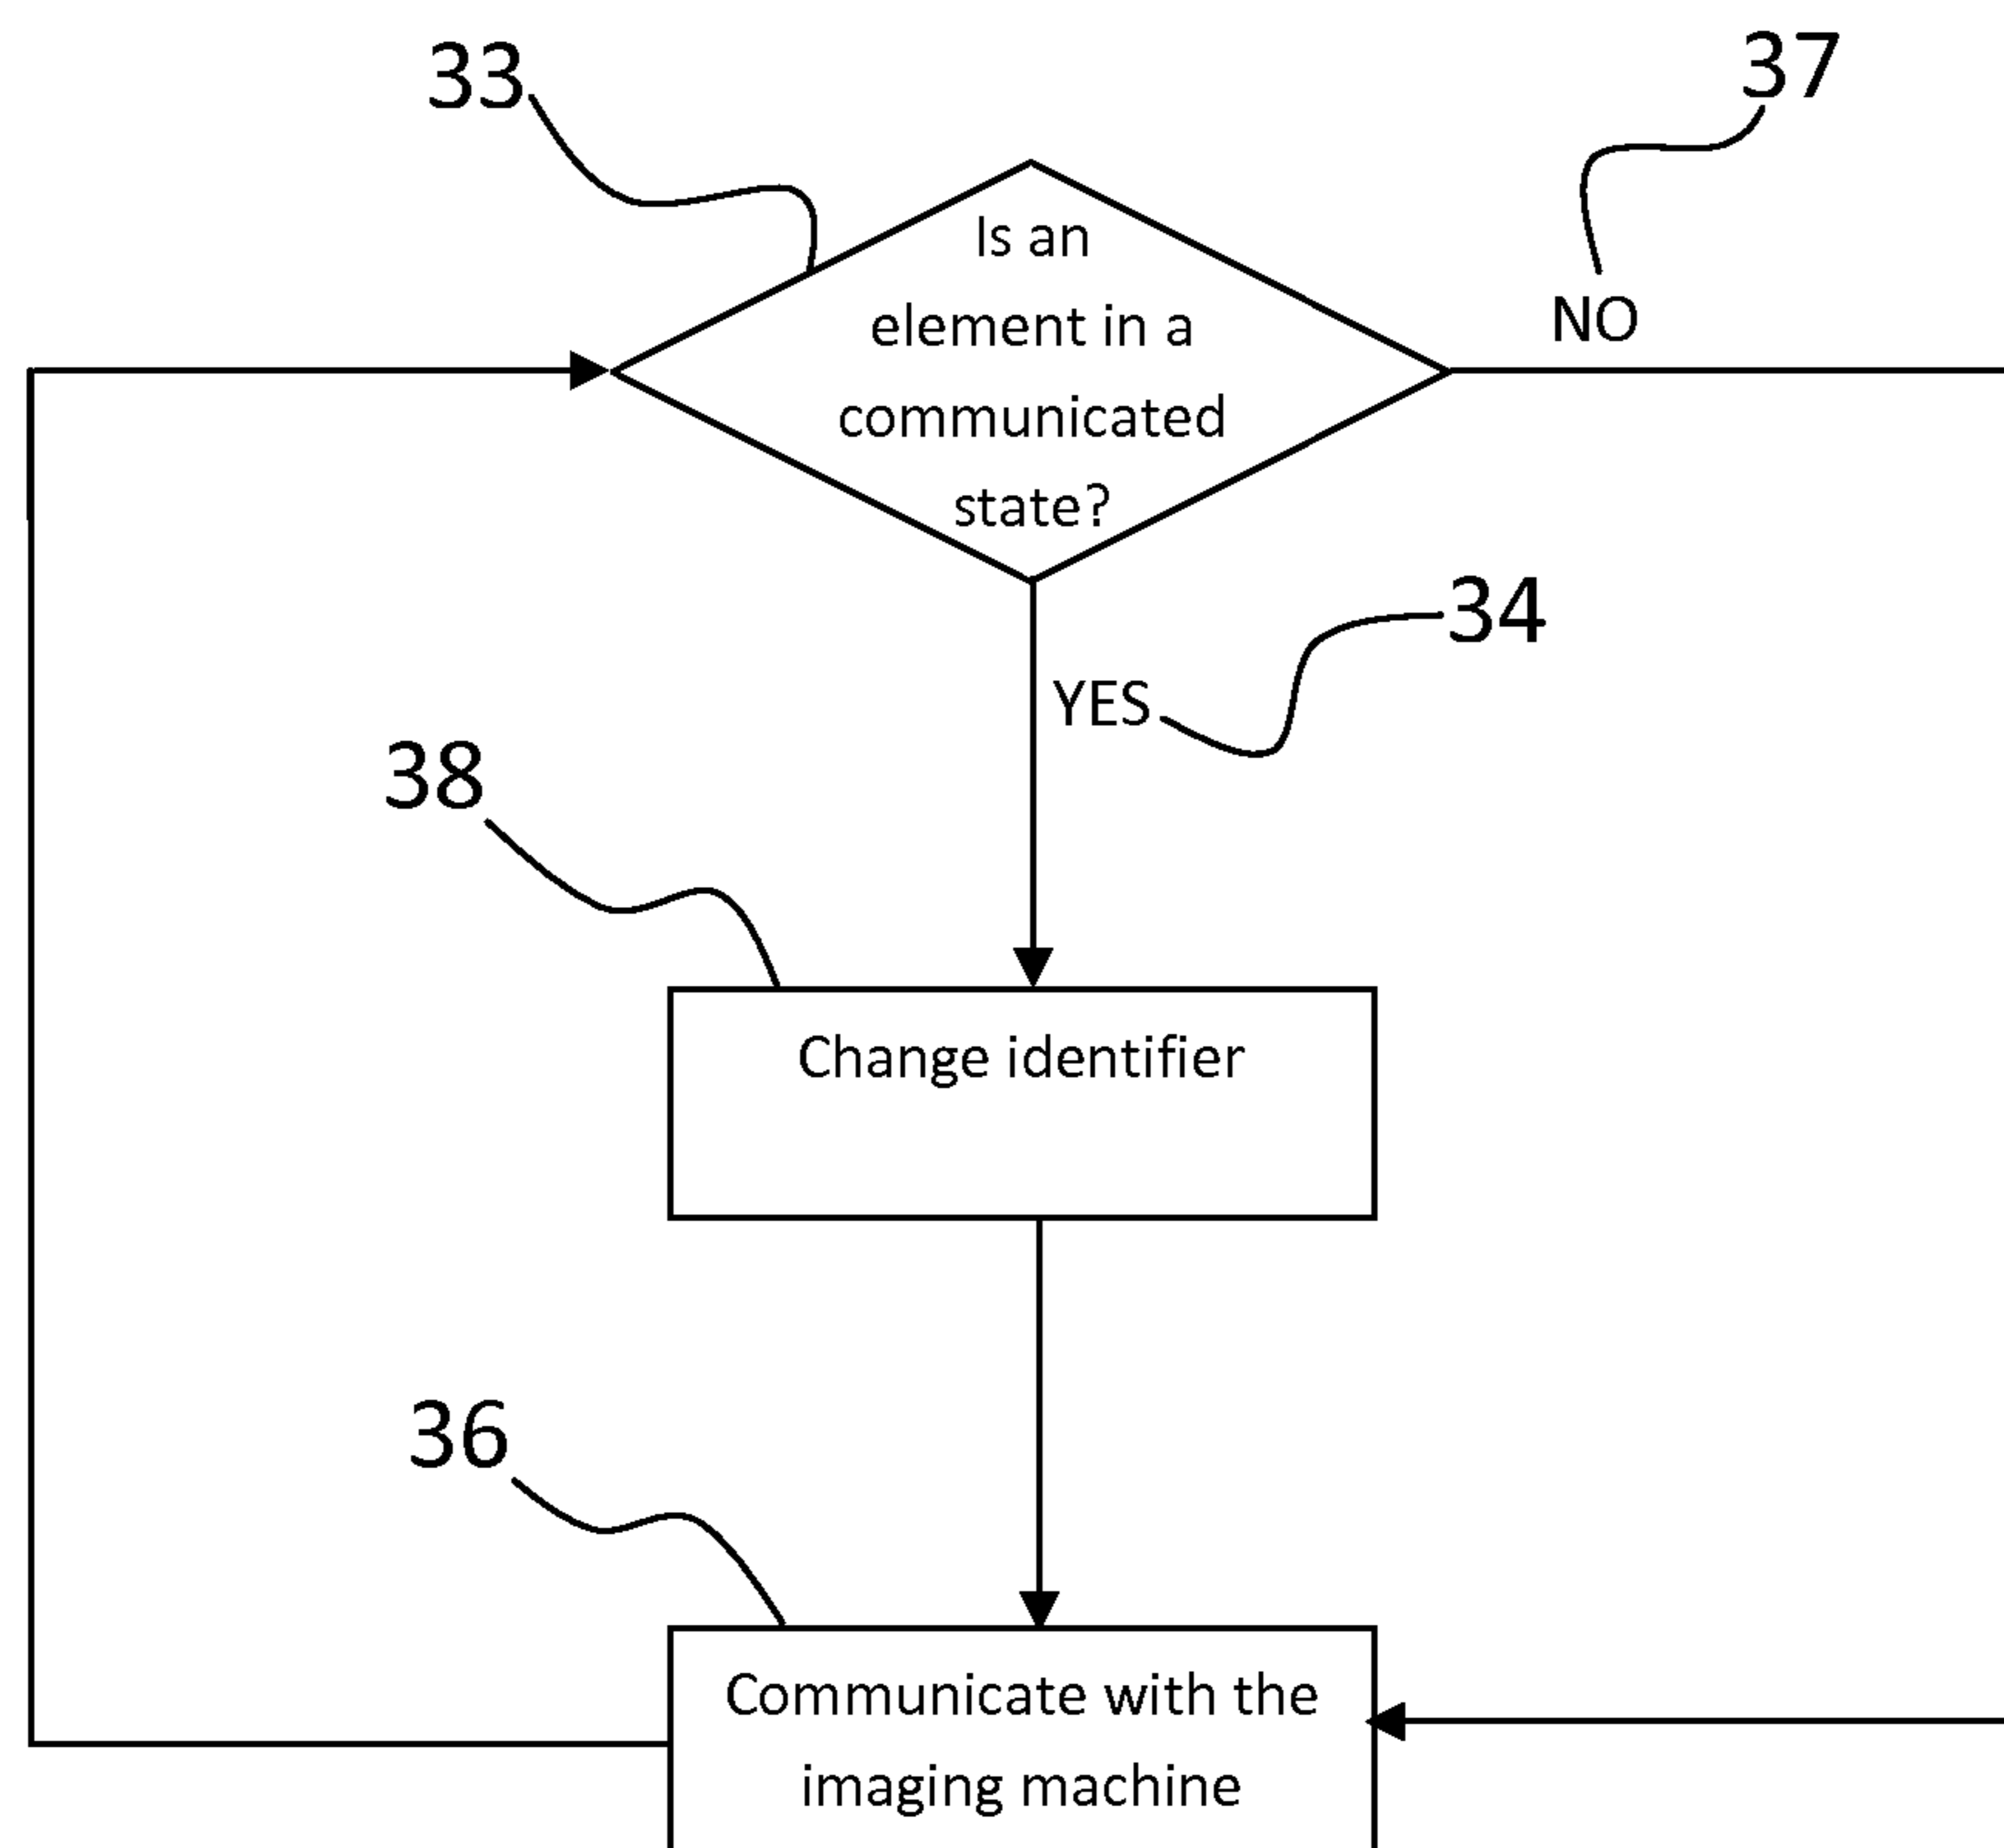 33
37
Is an
element in a
communicated
state?
NO
34
YES
38
Change identifier
36
Communicate with the
imaging machine